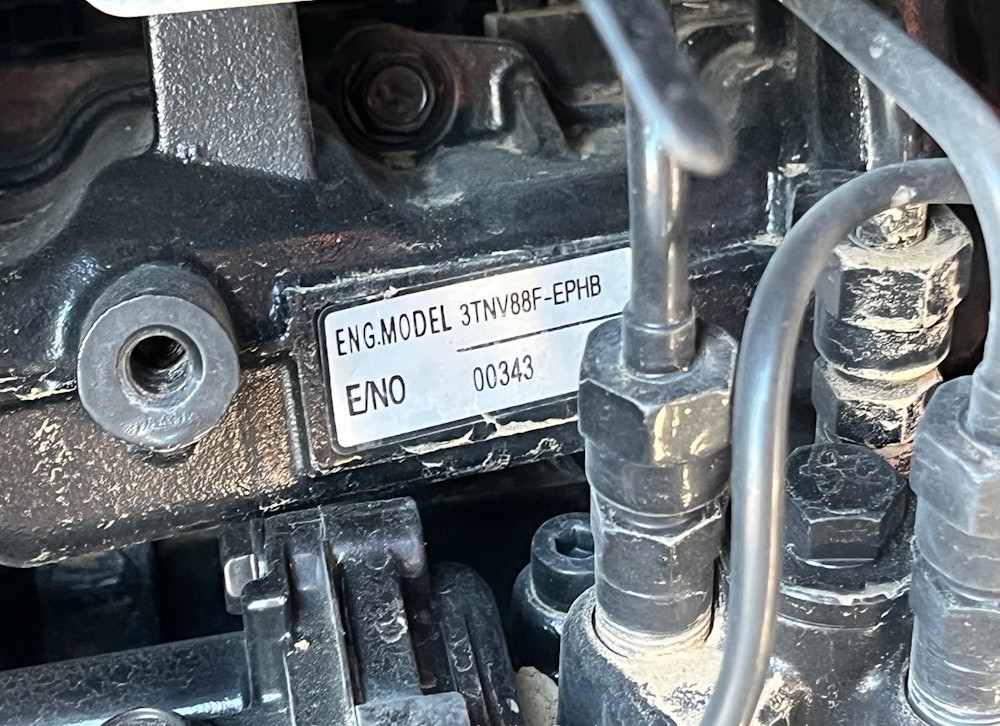 ENG.MODEL 3TNV88F-EPHB
E/NO 00343